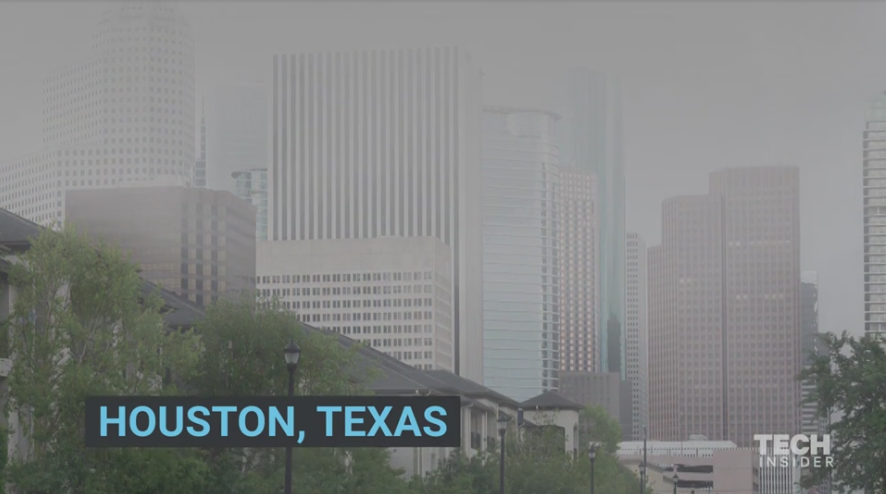 HOUSTON, TEXAS
TECH
INSIDER